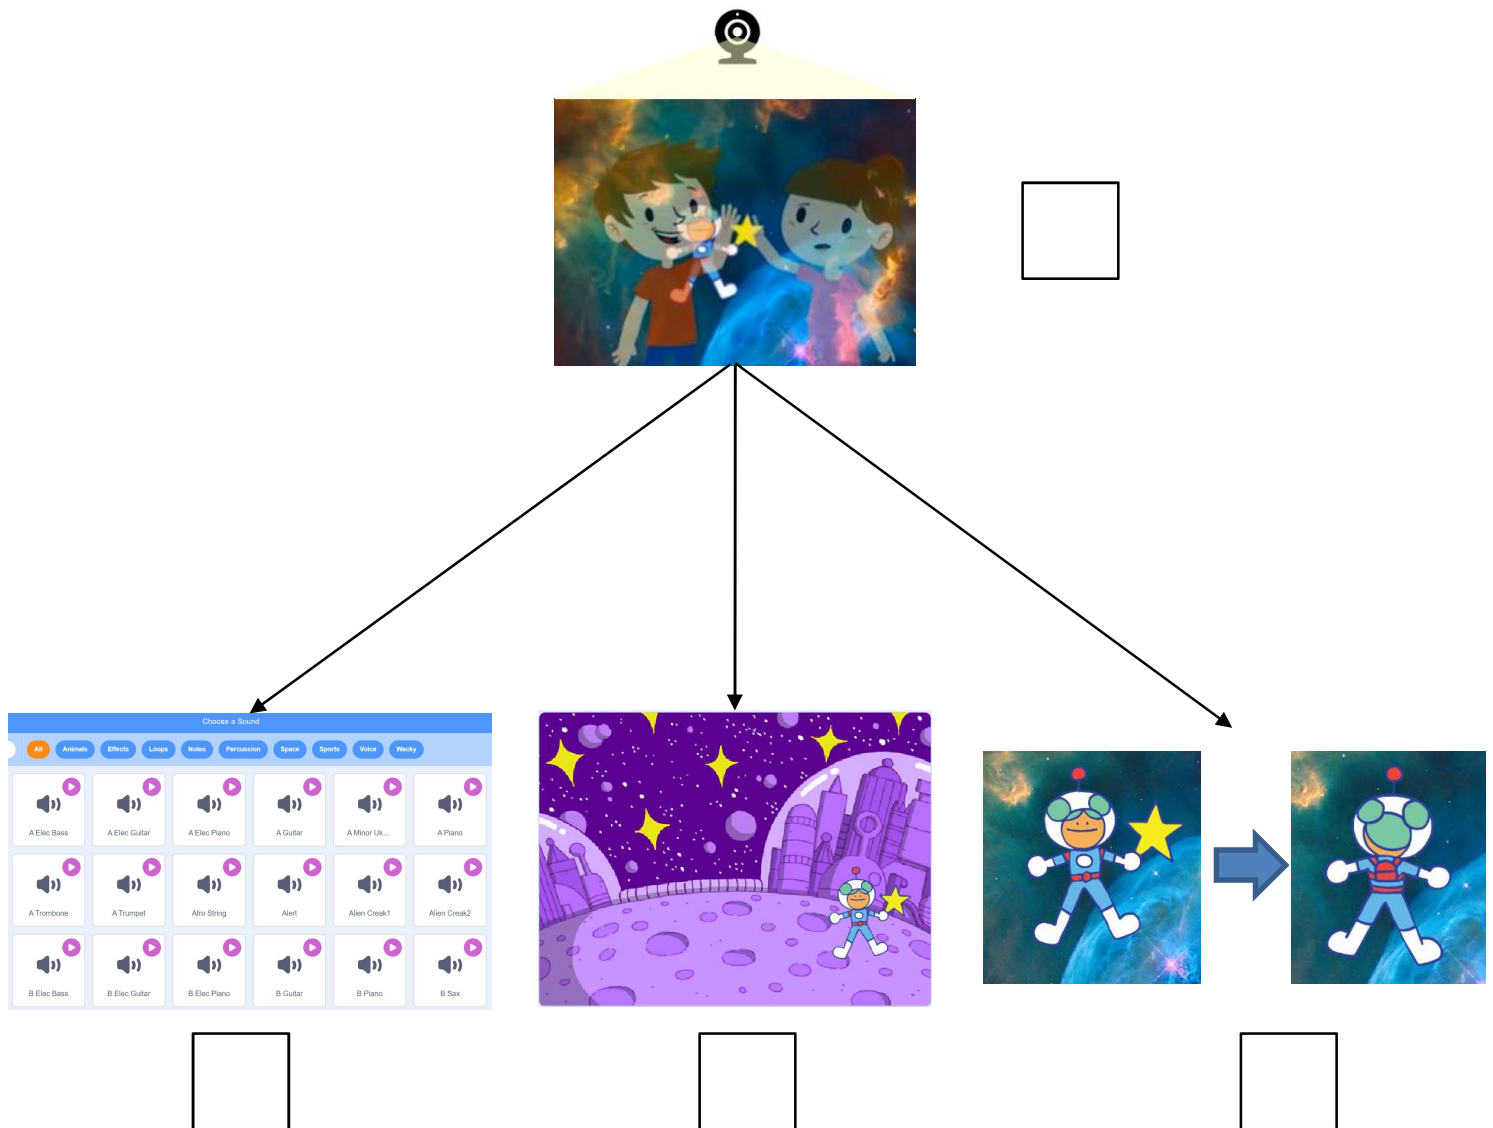 Choose a Sound
All Animals Effects Loops Notes Percussion Space Sports Voice Wacky
A Elec Bass A Elec Guitar A Elec Piano A Guitar A Minor Uk... A Piano
A Trombone A Trumpet Afro String Alert Alien Creak1 Alien Creak2
B Elec Bass B Elec Guitar B Elec Piano B Guitar B Piano B Sax